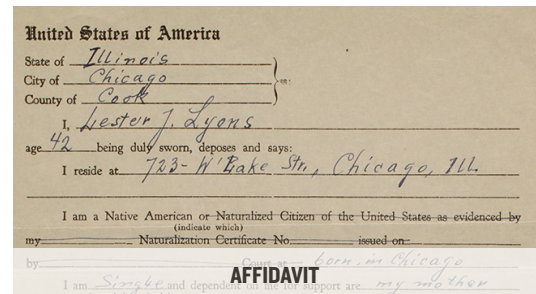 United States of America
State of Illinois
City of Chicago
County of Cook
ss:
I, Lester J. Lyons
age 42 being duly sworn, deposes and says:
I reside at 723- W Lake Str., Chicago, Ill.
I am a Native American or Naturalized Citizen of the United States as evidenced by
(indicate which)
my Naturalization Certificate No. issued on
by Court at born in Chicago
AFFIDAVIT
I am Single and dependent on me for support are my mother